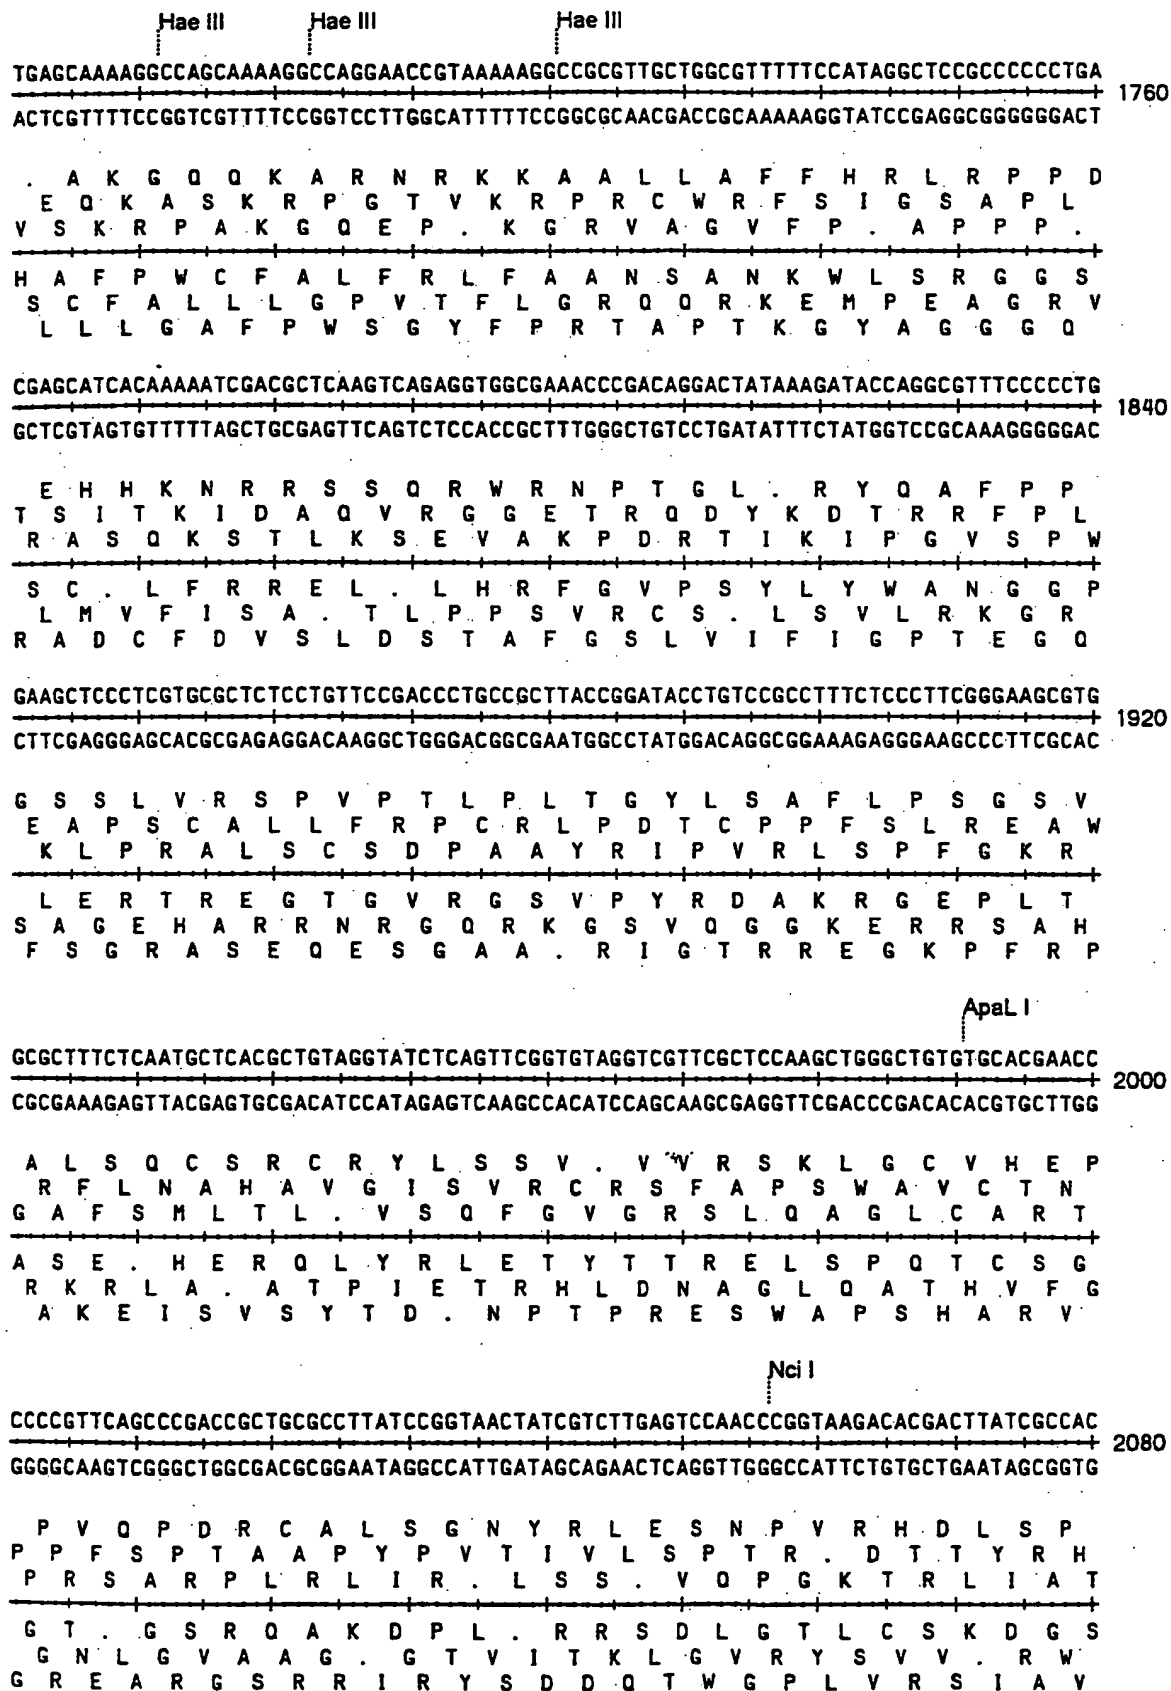 Hae III Hae III Hae III
TGAGCAAAAGGCCAGCAAAAGGCCAGGAACCGTAAAAAGGCCGCGTTGCTGGCGTTTTTCCATAGGCTCCGCCCCCCTGA
1760
ACTCGTTTTCCGGTCGTTTTCCGGTCCTTGGCATTTTTCCGGCGCAACGACCGCAAAAAGGTATCCGAGGCGGGGGGACT
. A K G Q Q K A R N R K K A A L L A F F H R L R P P D
E Q K A S K R P G T V K R P R C W R F S I G S A P L
V S K R P A K G Q E P . K G R V A G V F P . A P P P .
H A F P W C F A L F R L F A A N S A N K W L S R G G S
S C F A L L L G P V T F L G R Q Q R K E M P E A G R V
L L L G A F P W S G Y F P R T A P T K G Y A G G G Q
CGAGCATCACAAAAATCGACGCTCAAGTCAGAGGTGGCGAAACCCGACAGGACTATAAAGATACCAGGCGTTTCCCCCTG
1840
GCTCGTAGTGTTTTTAGCTGCGAGTTCAGTCTCCACCGCTTTGGGCTGTCCTGATATTTCTATGGTCCGCAAAGGGGGAC
E H H K N R R S S Q R W R N P T G L . R Y Q A F P P
T S I T K I D A Q V R G G E T R Q D Y K D T R R F P L
R A S Q K S T L K S E V A K P D R T I K I P G V S P W
S C . L F R R E L . L H R F G V P S Y L Y W A N G G P
L M V F I S A . T L P P S V R C S . L S V L R K G R
R A D C F D V S L D S T A F G S L V I F I G P T E G Q
GAAGCTCCCTCGTGCGCTCTCCTGTTCCGACCCTGCCGCTTACCGGATACCTGTCCGCCTTTCTCCCTTCGGGAAGCGTG
1920
CTTCGAGGGAGCACGCGAGAGGACAAGGCTGGGACGGCGAATGGCCTATGGACAGGCGGAAAGAGGGAAGCCCTTCGCAC
G S S L V R S P V P T L P L T G Y L S A F L P S G S V
E A P S C A L L F R P C R L P D T C P P F S L R E A W
K L P R A L S C S D P A A Y R I P V R L S P F G K R
L E R T R E G T G V R G S V P Y R D A K R G E P L T
S A G E H A R R N R G Q R K G S V Q G G K E R R S A H
F S G R A S E Q E S G A A . R I G T R R E G K P F R P
ApaL I
GCGCTTTCTCAATGCTCACGCTGTAGGTATCTCAGTTCGGTGTAGGTCGTTCGCTCCAAGCTGGGCTGTGTGCACGAACC
2000
CGCGAAAGAGTTACGAGTGCGACATCCATAGAGTCAAGCCACATCCAGCAAGCGAGGTTCGACCCGACACACGTGCTTGG
A L S Q C S R C R Y L S S V . V V R S K L G C V H E P
R F L N A H A V G I S V R C R S F A P S W A V C T N
G A F S M L T L . V S Q F G V G R S L Q A G L C A R T
A S E . H E R Q L Y R L E T Y T T R E L S P Q T C S G
R K R L A . A T P I E T R H L D N A G L Q A T H V F G
A K E I S V S Y T D . N P T P R E S W A P S H A R V
Nci I
CCCCGTTCAGCCCGACCGCTGCGCCTTATCCGGTAACTATCGTCTTGAGTCCAACCCGGTAAGACACGACTTATCGCCAC
2080
GGGGCAAGTCGGGCTGGCGACGCGGAATAGGCCATTGATAGCAGAACTCAGGTTGGGCCATTCTGTGCTGAATAGCGGTG
P V Q P D R C A L S G N Y R L E S N P V R H D L S P
P P F S P T A A P Y P V T I V L S P T R . D T T Y R H
P R S A R P L R L I R . L S S . V Q P G K T R L I A T
G T . G S R Q A K D P L . R R S D L G T L C S K D G S
G N L G V A A G . G T V I T K L G V R Y S V V . R W
G R E A R G S R R I R Y S D D Q T W G P L V R S I A V